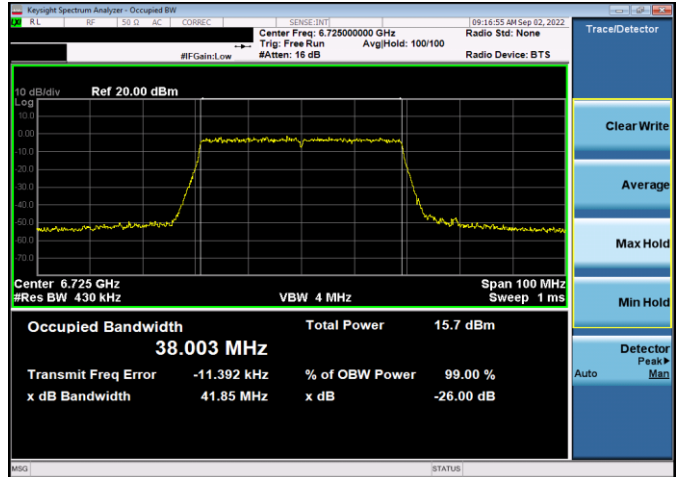 Keysight Spectrum Analyzer - Occupied BW
RL RF 50 Ω AC CORREC SENSE:INT 09:16:55 AM Sep 02, 2022
Center Freq: 6.725000000 GHz Radio Std: None
Trig: Free Run Avg|Hold: 100/100
#IFGain:Low #Atten: 16 dB Radio Device: BTS
Trace/Detector
10 dB/div Ref 20.00 dBm
Log
10.0
0.00
-10.0
-20.0
-30.0
-40.0
-50.0
-60.0
-70.0
Center 6.725 GHz Span 100 MHz
#Res BW 430 kHz VBW 4 MHz Sweep 1 ms
Occupied Bandwidth Total Power 15.7 dBm
38.003 MHz
Transmit Freq Error -11.392 kHz % of OBW Power 99.00 %
x dB Bandwidth 41.85 MHz x dB -26.00 dB
Clear Write
Average
Max Hold
Min Hold
Detector
Peak▶
Auto Man
MSG STATUS